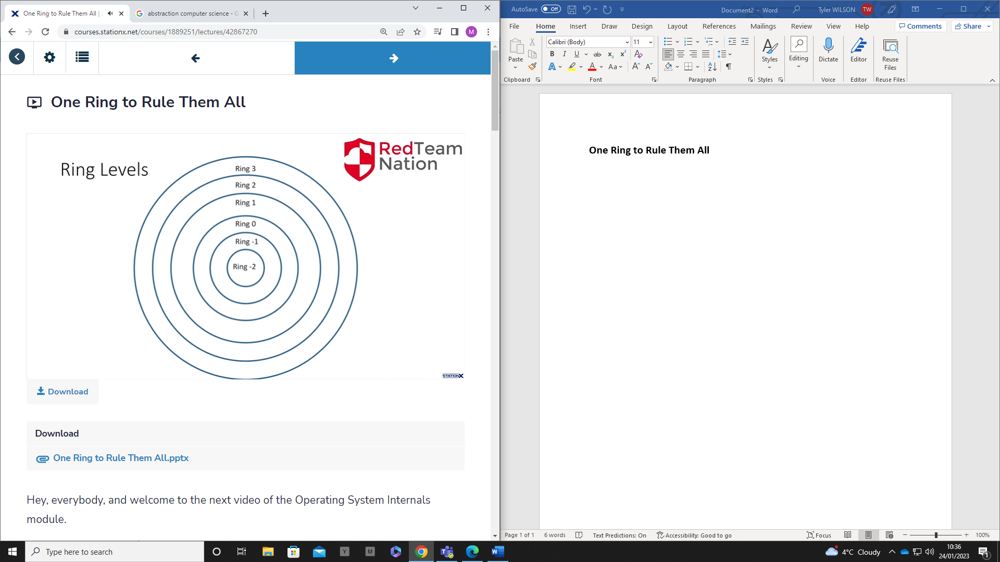 One Ring to Rule Them All | S
abstraction computer science - G
courses.stationx.net/courses/1889251/lectures/42867270
M
One Ring to Rule Them All
Ring Levels
RedTeam
Nation
Ring 3
Ring 2
Ring 1
Ring 0
Ring -1
Ring -2
STATIONX
Download
Download
One Ring to Rule Them All.pptx
Hey, everybody, and welcome to the next video of the Operating System Internals
module.
AutoSave Off
Document2 - Word
Tyler WILSON TW
File Home Insert Draw Design Layout References Mailings Review View Help Comments Share
Paste
Calibri (Body) 11
B I U ab x₂ x² A
A A Aa A A
Styles
Editing
Dictate
Editor
Reuse
Files
Clipboard Font Paragraph Styles Voice Editor Reuse Files
One Ring to Rule Them All
Page 1 of 1 6 words Text Predictions: On Accessibility: Good to go Focus 100%
Type here to search
Y M
4°C Cloudy
10:36
24/01/2023
1